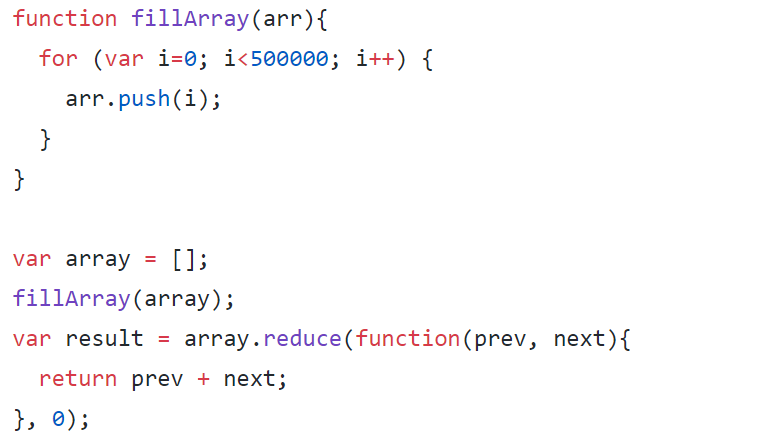 function fillArray(arr){
  for (var i=0; i<500000; i++) {
    arr.push(i);
  }
}

var array = [];
fillArray(array);
var result = array.reduce(function(prev, next){
  return prev + next;
}, 0);